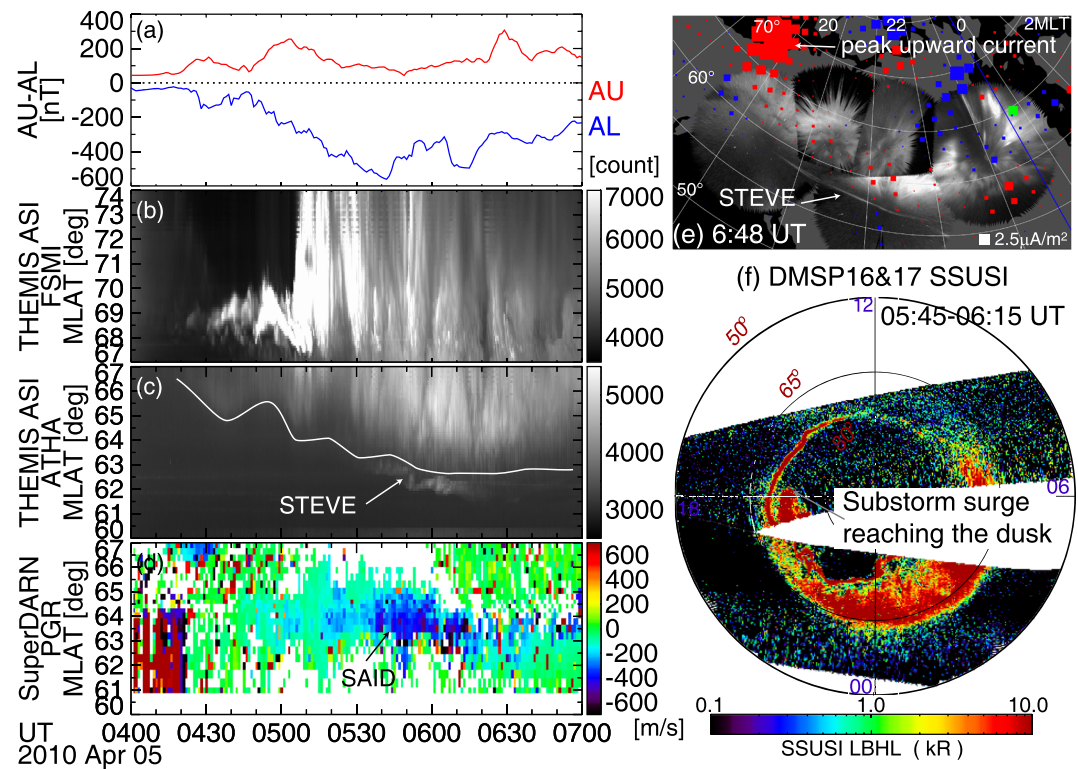 (a)
400
200
0
-200
-400
-600
AU-AL
[nT]
AU
AL
[count]
(b)
74
73
72
71
70
69
68
67
THEMIS ASI
FSMI
MLAT [deg]
7000
6000
5000
4000
(c)
67
66
65
64
63
62
61
60
THEMIS ASI
ATHA
MLAT [deg]
STEVE
5000
4000
3000
(d)
67
66
65
64
63
62
61
60
SuperDARN
PGR
MLAT [deg]
SAID
600
400
200
0
-200
-400
-600
[m/s]
UT
0400 0430 0500 0530 0600 0630 0700
2010 Apr 05
70° 20 22 0 2MLT
peak upward current
60°
50°
STEVE
(e) 6:48 UT
2.5μA/m²
(f) DMSP16&17 SSUSI
05:45-06:15 UT
12
50°
65°
80°
18
06
Substorm surge
reaching the dusk
00
0.1 1.0 10.0
SSUSI LBHL ( kR )